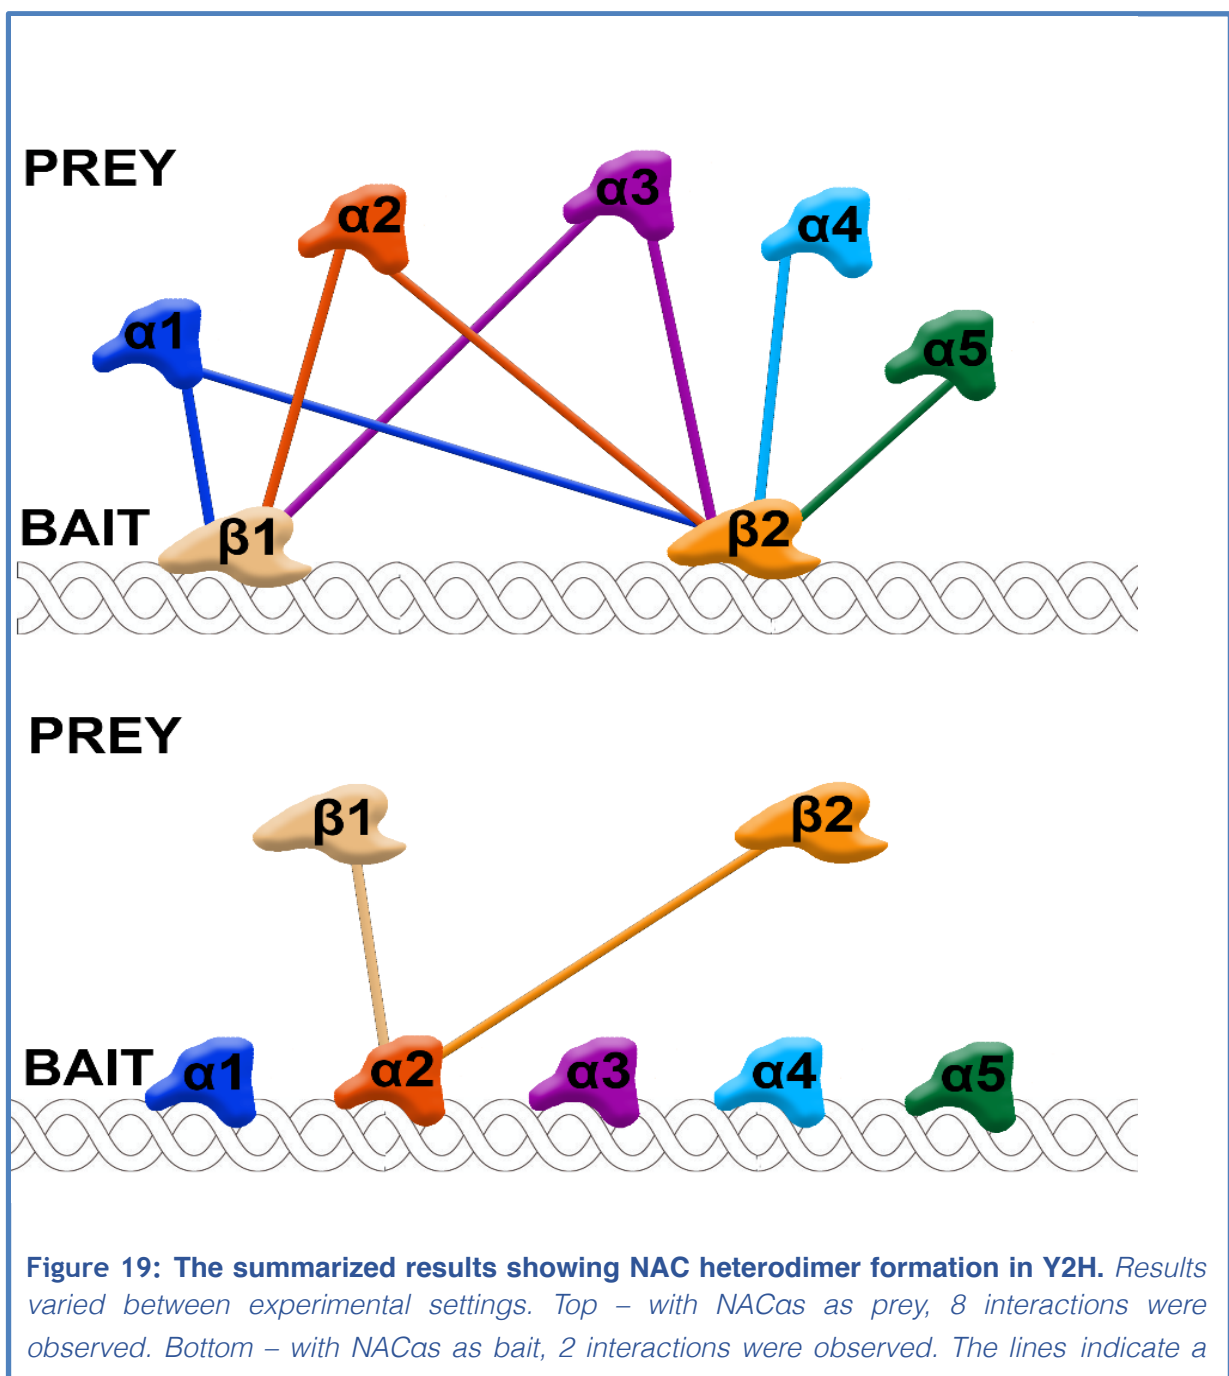 PREY
α3
α2
α4
α1
α5
BAIT
β1
β2
PREY
β1
β2
BAIT
α1
α2
α3
α4
α5
Figure 19: The summarized results showing NAC heterodimer formation in Y2H. Results
varied between experimental settings. Top – with NACαs as prey, 8 interactions were
observed. Bottom – with NACαs as bait, 2 interactions were observed. The lines indicate a